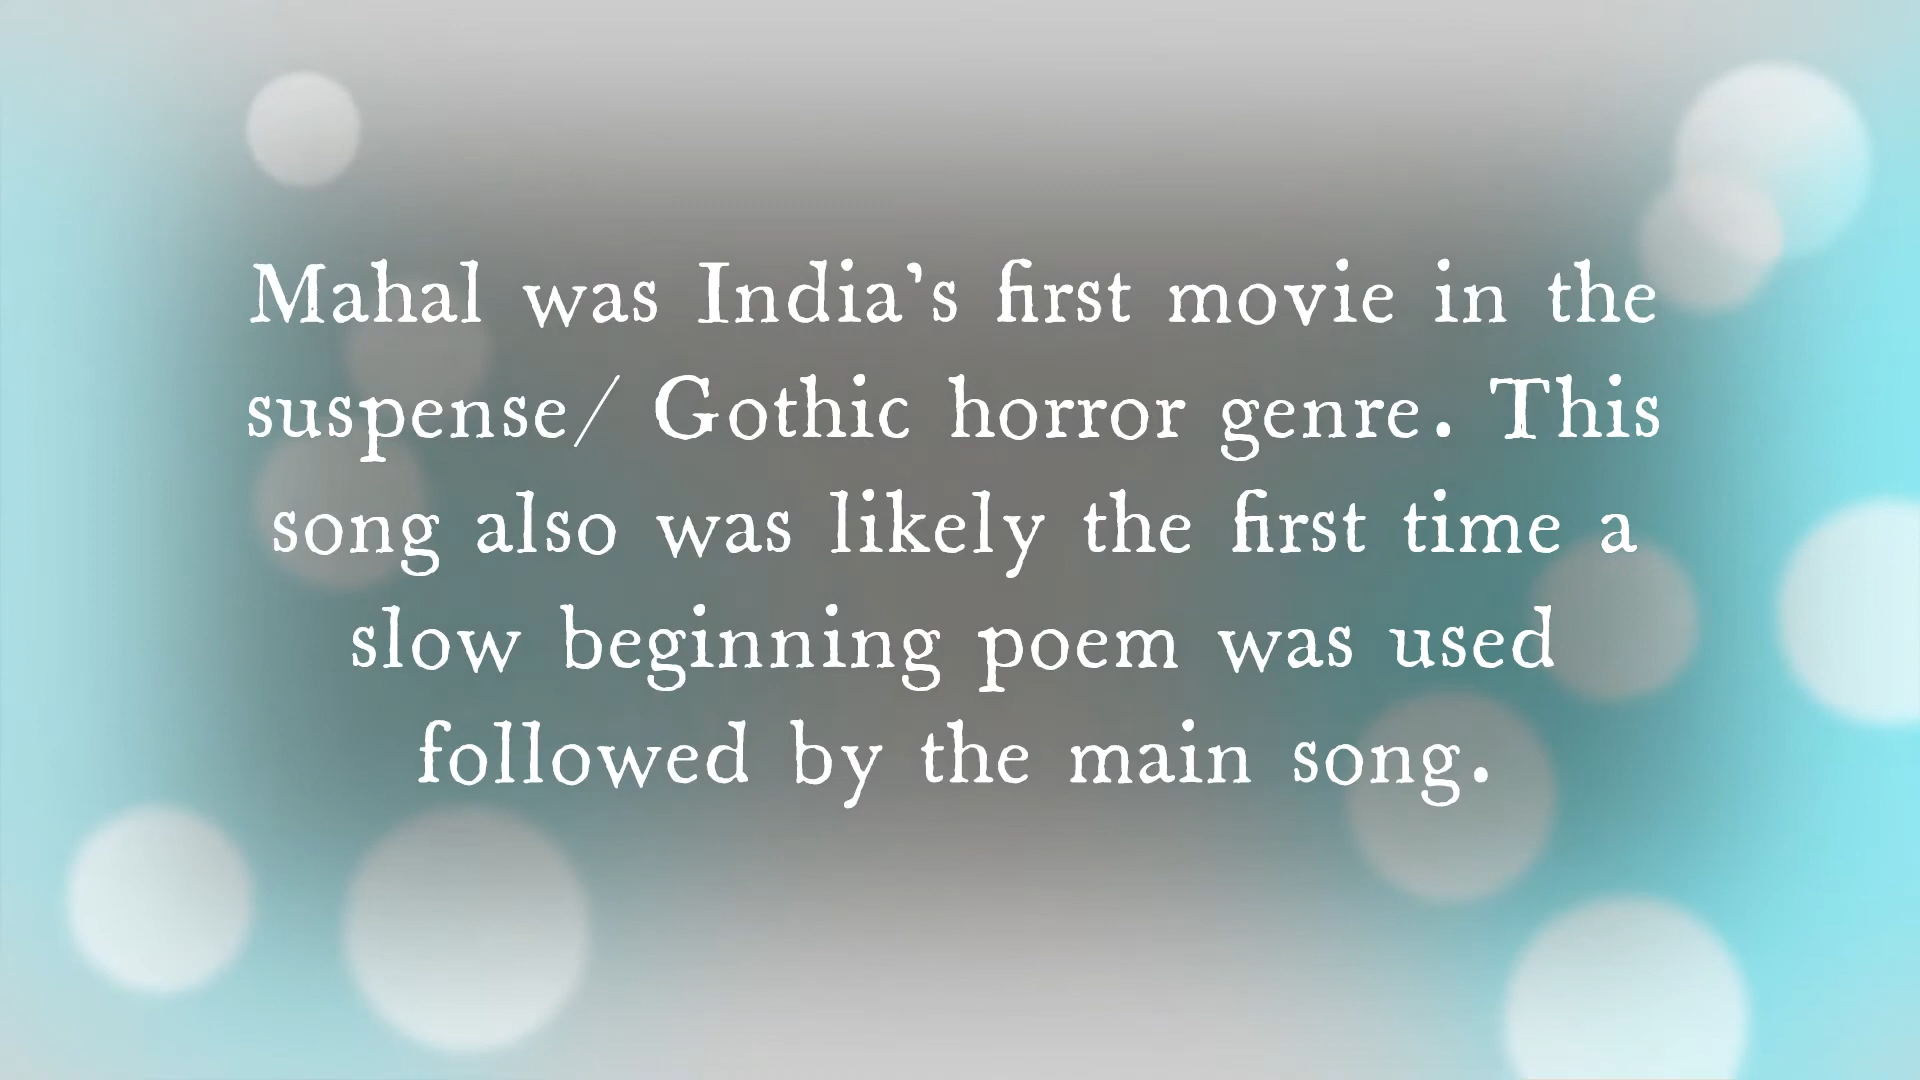 Mahal was India's first movie in the
suspense/ Gothic horror genre. This
song also was likely the first time a
slow beginning poem was used
followed by the main song.